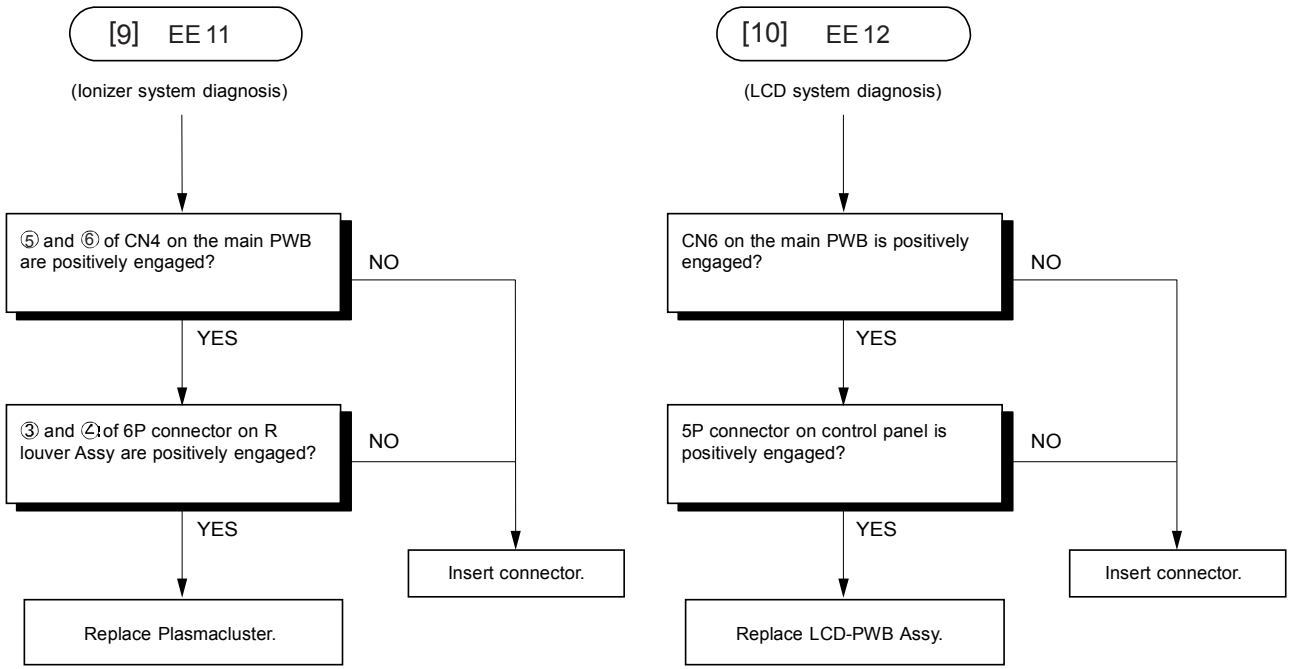 [9] EE 11
(Ionizer system diagnosis)
⑤ and ⑥ of CN4 on the main PWB
are positively engaged?
NO
YES
③ and ④ of 6P connector on R
louver Assy are positively engaged?
NO
YES
Insert connector.
Replace Plasmacluster.
[10] EE 12
(LCD system diagnosis)
CN6 on the main PWB is positively
engaged?
NO
YES
5P connector on control panel is
positively engaged?
NO
YES
Insert connector.
Replace LCD-PWB Assy.